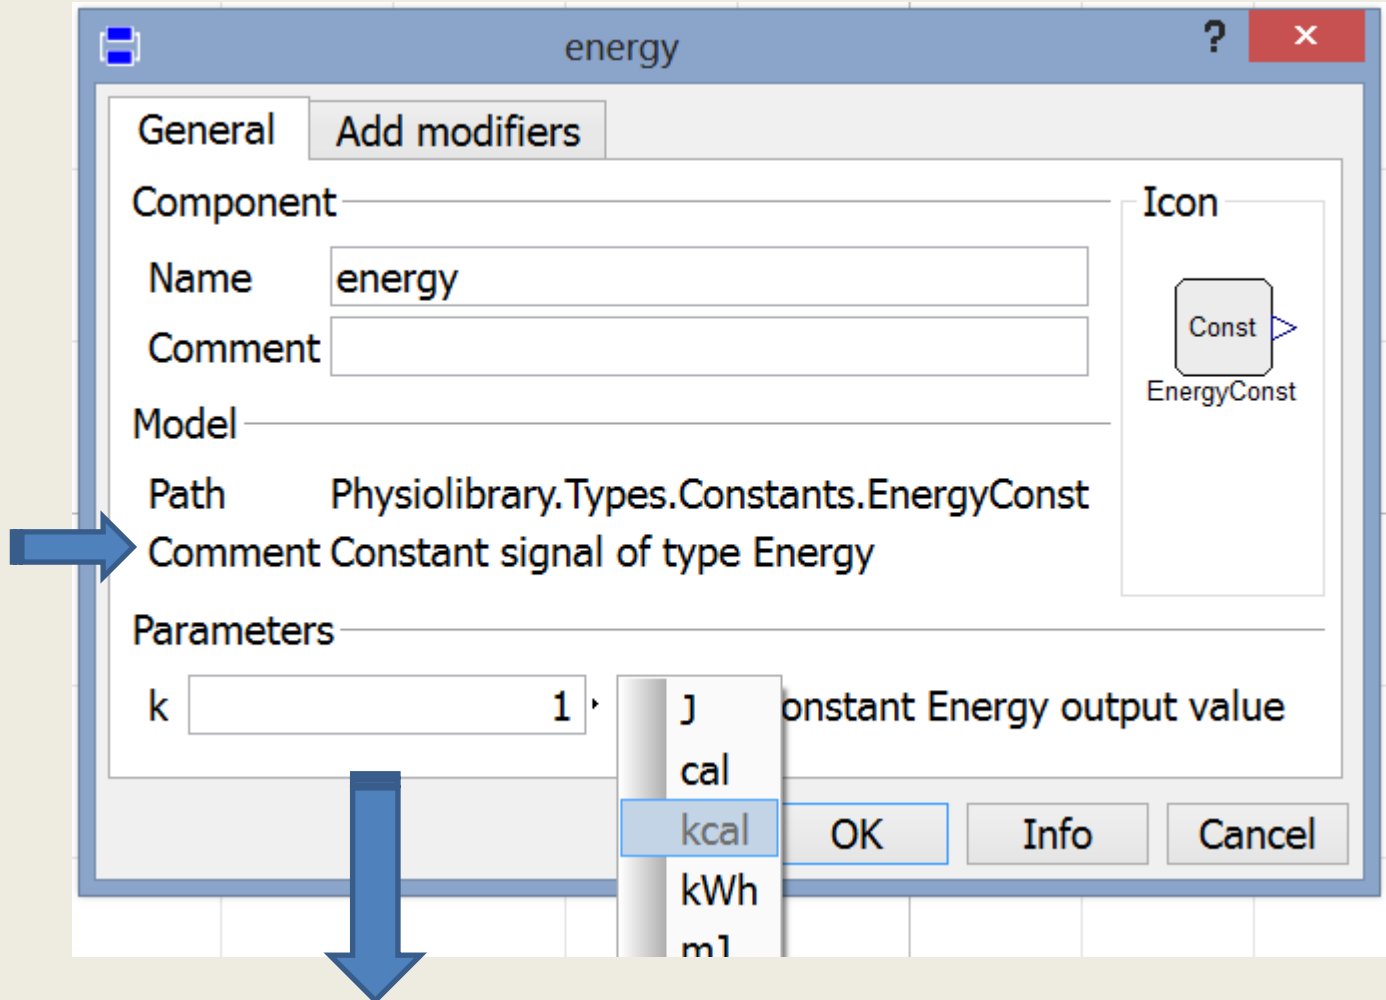 energy
?
General Add modifiers
Component
Icon
Name energy
Const
Comment
EnergyConst
Model
Path Physiolibrary.Types.Constants.EnergyConst
Comment Constant signal of type Energy
Parameters
k 1 J onstant Energy output value
cal
kcal OK Info Cancel
kWh